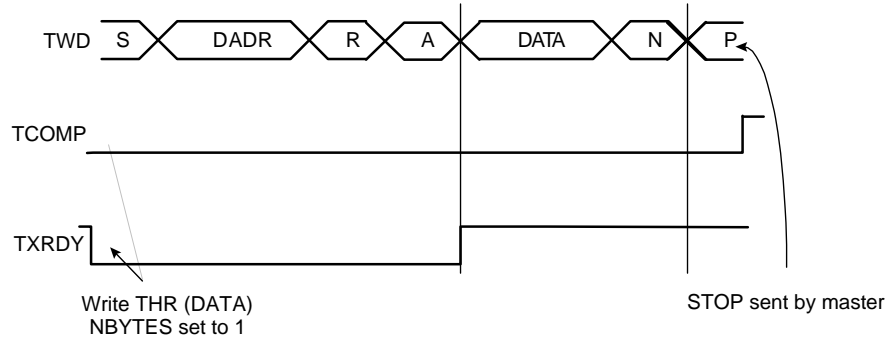 TWD S DADR R A DATA N P
TCOMP
TXRDY
Write THR (DATA)
NBYTES set to 1
STOP sent by master